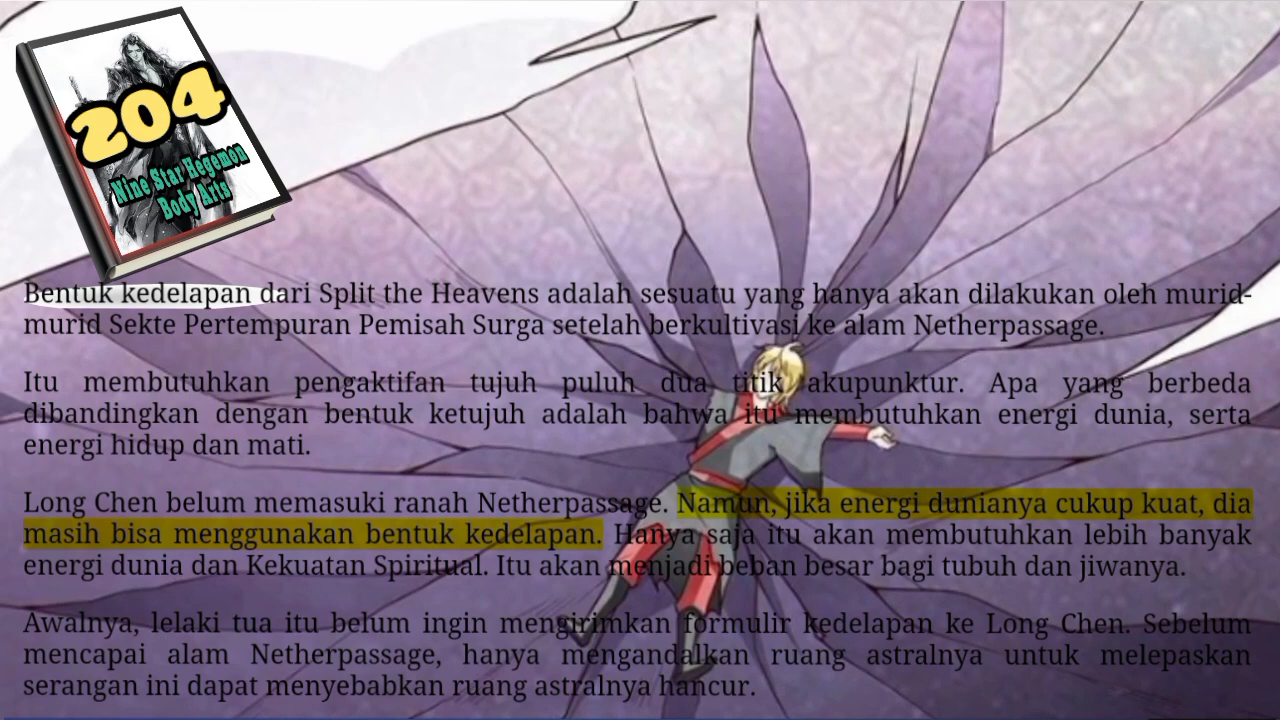 204
Nine Star Hegemon
Body Arts
Bentuk kedelapan dari Split the Heavens adalah sesuatu yang hanya akan dilakukan oleh murid-
murid Sekte Pertempuran Pemisah Surga setelah berkultivasi ke alam Netherpassage.
Itu membutuhkan pengaktifan tujuh puluh dua titik akupunktur. Apa yang berbeda
dibandingkan dengan bentuk ketujuh adalah bahwa itu membutuhkan energi dunia, serta
energi hidup dan mati.
Long Chen belum memasuki ranah Netherpassage. Namun, jika energi dunianya cukup kuat, dia
masih bisa menggunakan bentuk kedelapan. Hanya saja itu akan membutuhkan lebih banyak
energi dunia dan Kekuatan Spiritual. Itu akan menjadi beban besar bagi tubuh dan jiwanya.
Awalnya, lelaki tua itu belum ingin mengirimkan formulir kedelapan ke Long Chen. Sebelum
mencapai alam Netherpassage, hanya mengandalkan ruang astralnya untuk melepaskan
serangan ini dapat menyebabkan ruang astralnya hancur.